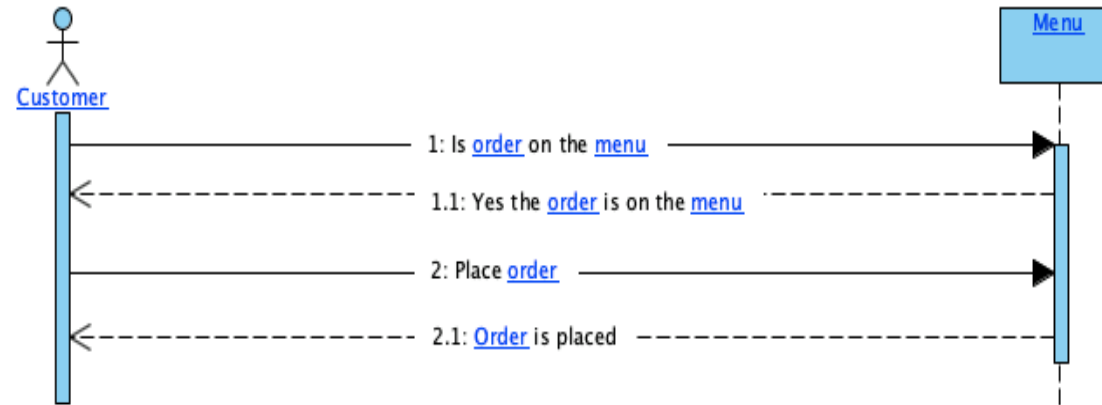 Menu
Customer
1: Is order on the menu
1.1: Yes the order is on the menu
2: Place order
2.1: Order is placed